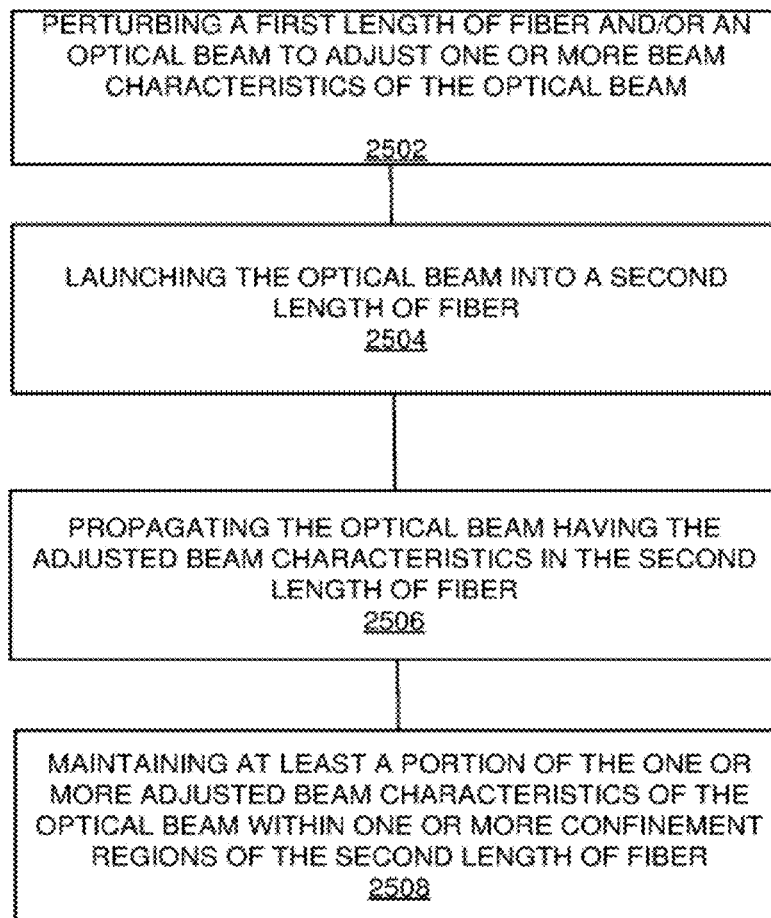 PERTURBING A FIRST LENGTH OF FIBER AND/OR AN
OPTICAL BEAM TO ADJUST ONE OR MORE BEAM
CHARACTERISTICS OF THE OPTICAL BEAM
2502
LAUNCHING THE OPTICAL BEAM INTO A SECOND
LENGTH OF FIBER
2504
PROPAGATING THE OPTICAL BEAM HAVING THE
ADJUSTED BEAM CHARACTERISTICS IN THE SECOND
LENGTH OF FIBER
2506
MAINTAINING AT LEAST A PORTION OF THE ONE OR
MORE ADJUSTED BEAM CHARACTERISTICS OF THE
OPTICAL BEAM WITHIN ONE OR MORE CONFINEMENT
REGIONS OF THE SECOND LENGTH OF FIBER
2508